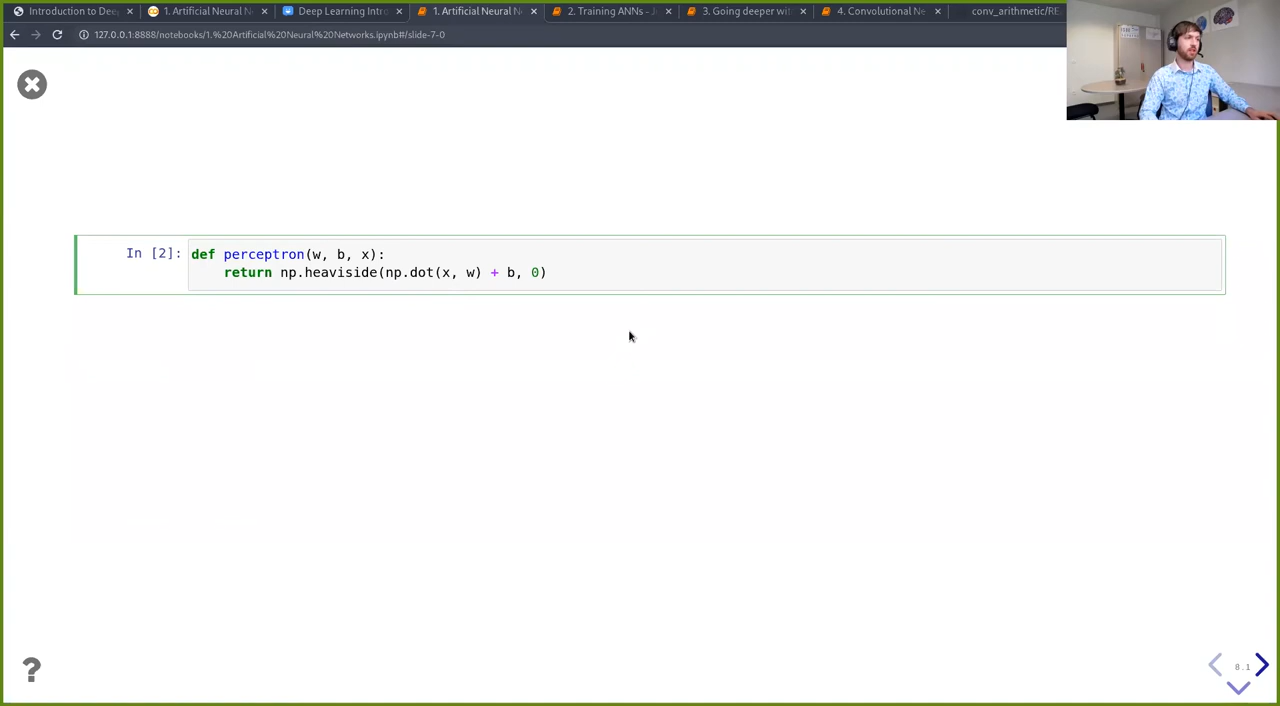 Introduction to Dee
1. Artificial Neural N
Deep Learning Intro
1. Artificial Neural N
2. Training ANNs - J
3. Going deeper wit
4. Convolutional Ne
conv_arithmetic/RE
127.0.0.1:8888/notebooks/1.%20Artificial%20Neural%20Networks.ipynb#/slide-7-0
In [2]: def perceptron(w, b, x):
return np.heaviside(np.dot(x, w) + b, 0)
?
8.1